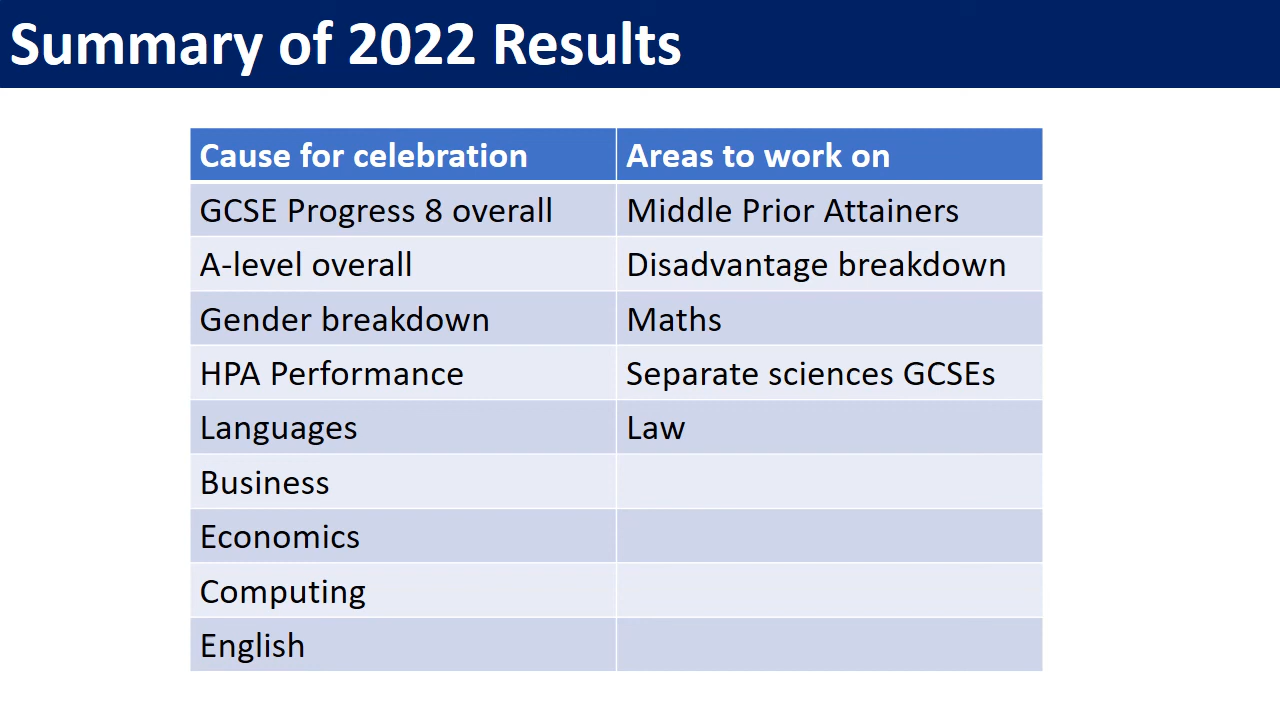 Summary of 2022 Results
Cause for celebration Areas to work on
GCSE Progress 8 overall Middle Prior Attainers
A-level overall Disadvantage breakdown
Gender breakdown Maths
HPA Performance Separate sciences GCSEs
Languages Law
Business
Economics
Computing
English